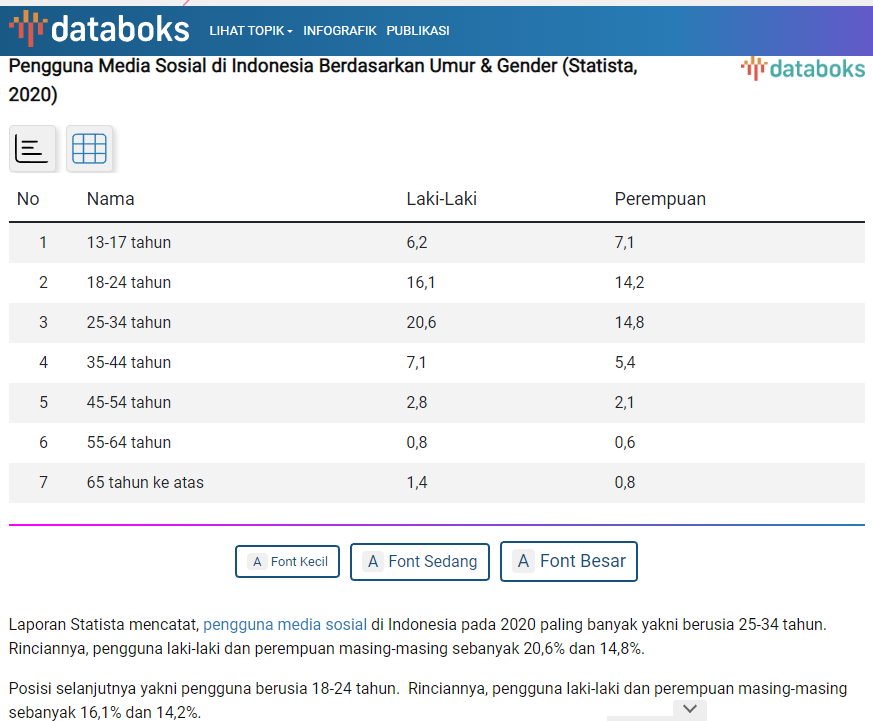 databoks LIHAT TOPIK INFOGRAFIK PUBLIKASI
Pengguna Media Sosial di Indonesia Berdasarkan Umur & Gender (Statista,
2020)
databoks
No Nama Laki-Laki Perempuan
1 13-17 tahun 6,2 7,1
2 18-24 tahun 16,1 14,2
3 25-34 tahun 20,6 14,8
4 35-44 tahun 7,1 5,4
5 45-54 tahun 2,8 2,1
6 55-64 tahun 0,8 0,6
7 65 tahun ke atas 1,4 0,8
A Font Kecil A Font Sedang A Font Besar
Laporan Statista mencatat, pengguna media sosial di Indonesia pada 2020 paling banyak yakni berusia 25-34 tahun.
Rinciannya, pengguna laki-laki dan perempuan masing-masing sebanyak 20,6% dan 14,8%.
Posisi selanjutnya yakni pengguna berusia 18-24 tahun. Rinciannya, pengguna laki-laki dan perempuan masing-masing
sebanyak 16,1% dan 14,2%.